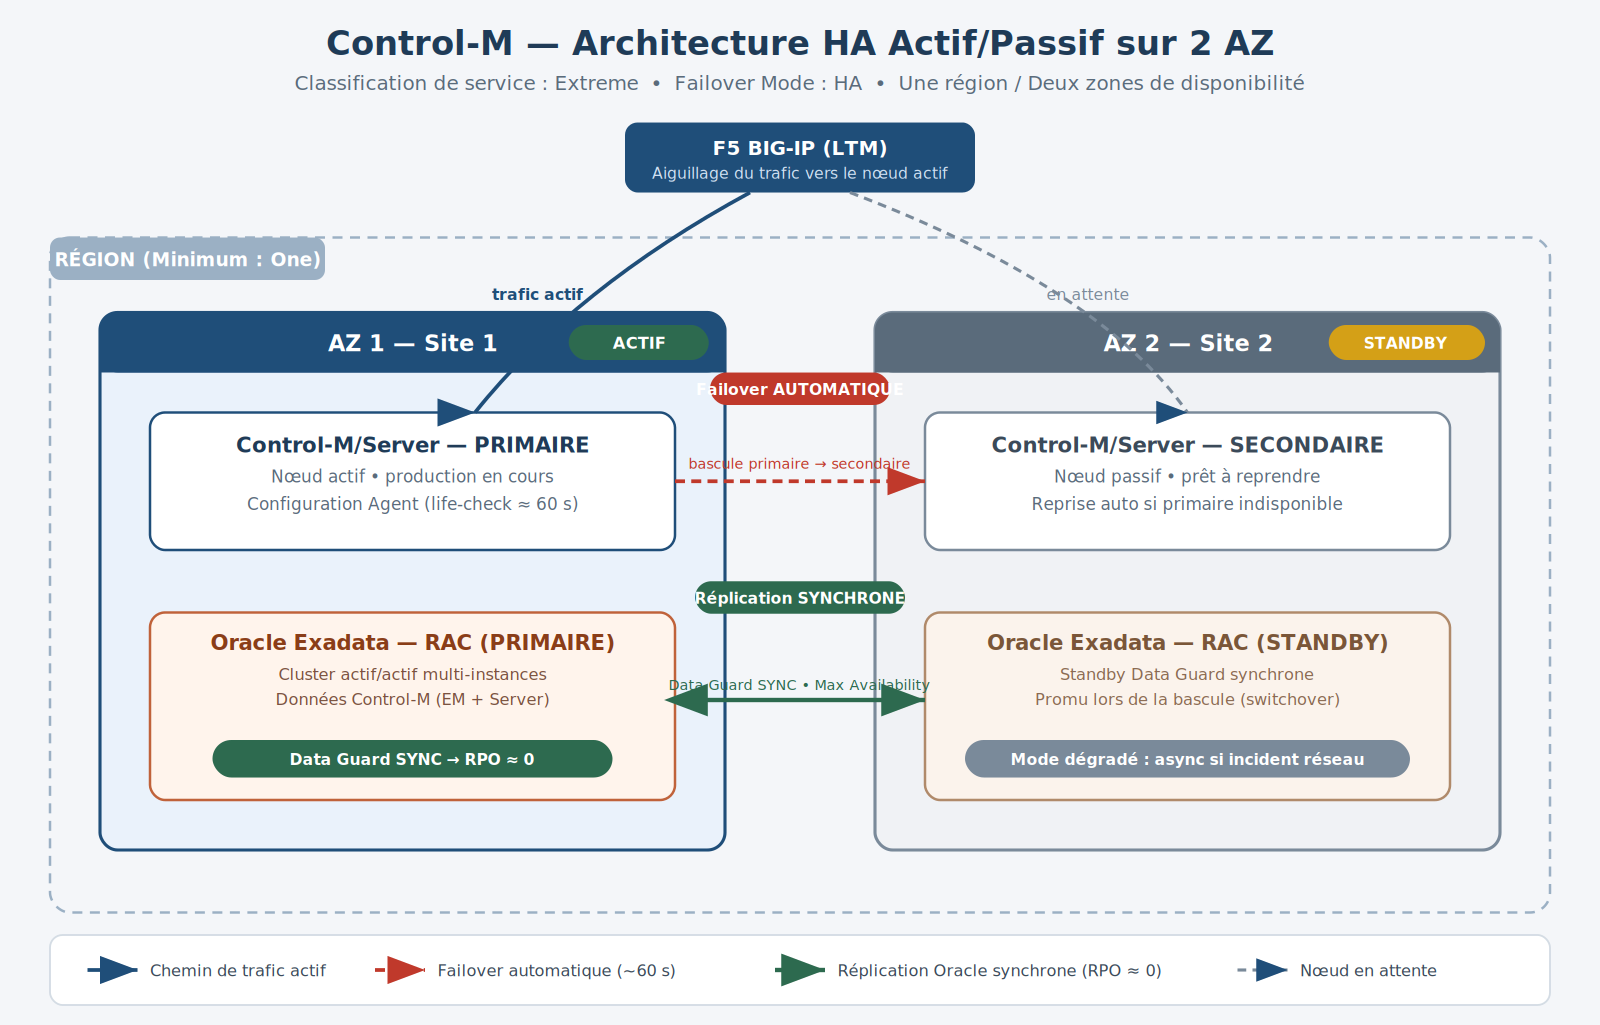 Control-M — Architecture HA Actif/Passif sur 2 AZ
Classification de service : Extreme • Failover Mode : HA • Une région / Deux zones de disponibilité
F5 BIG-IP (LTM)
Aiguillage du trafic vers le nœud actif
RÉGION (Minimum : One)
trafic actif
en attente
AZ 1 — Site 1
ACTIF
AZ 2 — Site 2
STANDBY
Failover AUTOMATIQUE
Control-M/Server — PRIMAIRE
Nœud actif • production en cours
Configuration Agent (life-check ≈ 60 s)
bascule primaire → secondaire
Control-M/Server — SECONDAIRE
Nœud passif • prêt à reprendre
Reprise auto si primaire indisponible
Réplication SYNCHRONE
Oracle Exadata — RAC (PRIMAIRE)
Cluster actif/actif multi-instances
Données Control-M (EM + Server)
Data Guard SYNC → RPO ≈ 0
Data Guard SYNC • Max Availability
Oracle Exadata — RAC (STANDBY)
Standby Data Guard synchrone
Promu lors de la bascule (switchover)
Mode dégradé : async si incident réseau
Chemin de trafic actif
Failover automatique (~60 s)
Réplication Oracle synchrone (RPO ≈ 0)
Nœud en attente